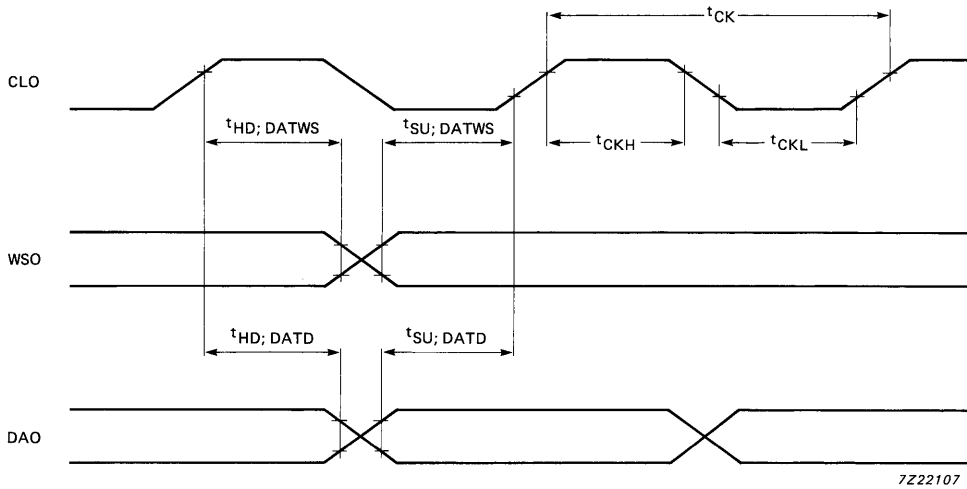 tCK
CLO
tHD; DATWS
tSU; DATWS
tCKH
tCKL
WSO
tHD; DATD
tSU; DATD
DAO
7Z22107